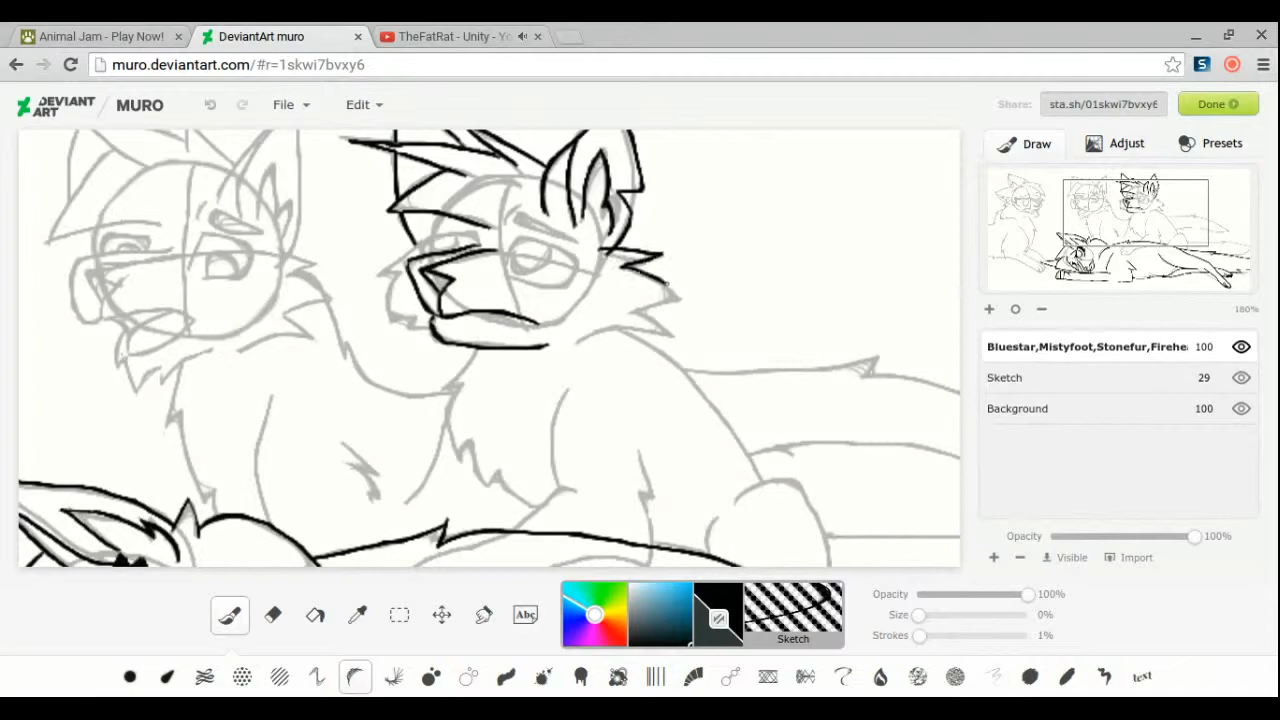 Animal Jam - Play Now!
DeviantArt muro
TheFatRat - Unity - Yo
muro.deviantart.com/#r=1skwi7bvxy6
DEVIANT ART / MURO
File
Edit
Share:
sta.sh/01skwi7bvxy6
Done
Draw
Adjust
Presets
180%
Bluestar,Mistyfoot,Stonefur,Firehe 100
Sketch 29
Background 100
Opacity 100%
Visible
Import
Abc
Sketch
Opacity 100%
Size 0%
Strokes 1%
text